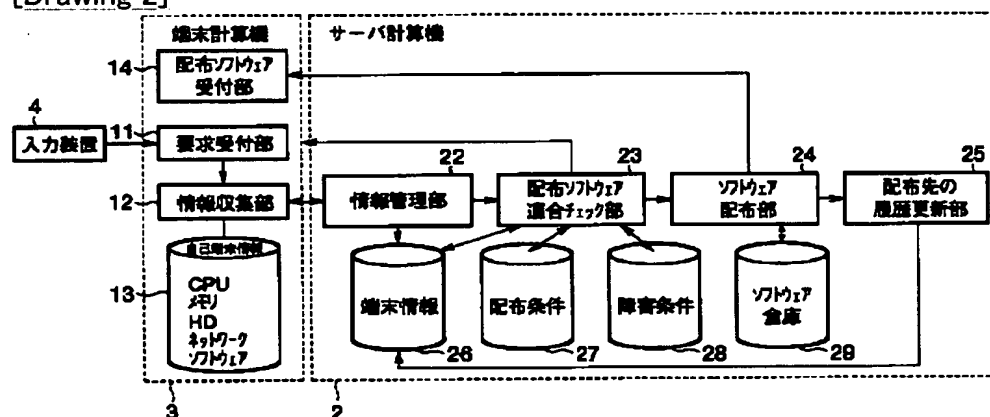 [Drawing 2]
端末計算機
サーバ計算機
14
配布ソフトウェア
受付部
4
入力装置
11
要求受付部
12
情報収集部
22
情報管理部
23
配布ソフトウェア
適合チェック部
24
ソフトウェア
配布部
25
配布先の
履歴更新部
13
自己端末情報
CPU
メモリ
HD
ネットワーク
ソフトウェア
端末情報
26
配布条件
27
障害条件
28
ソフトウェア
倉庫
29
3
2